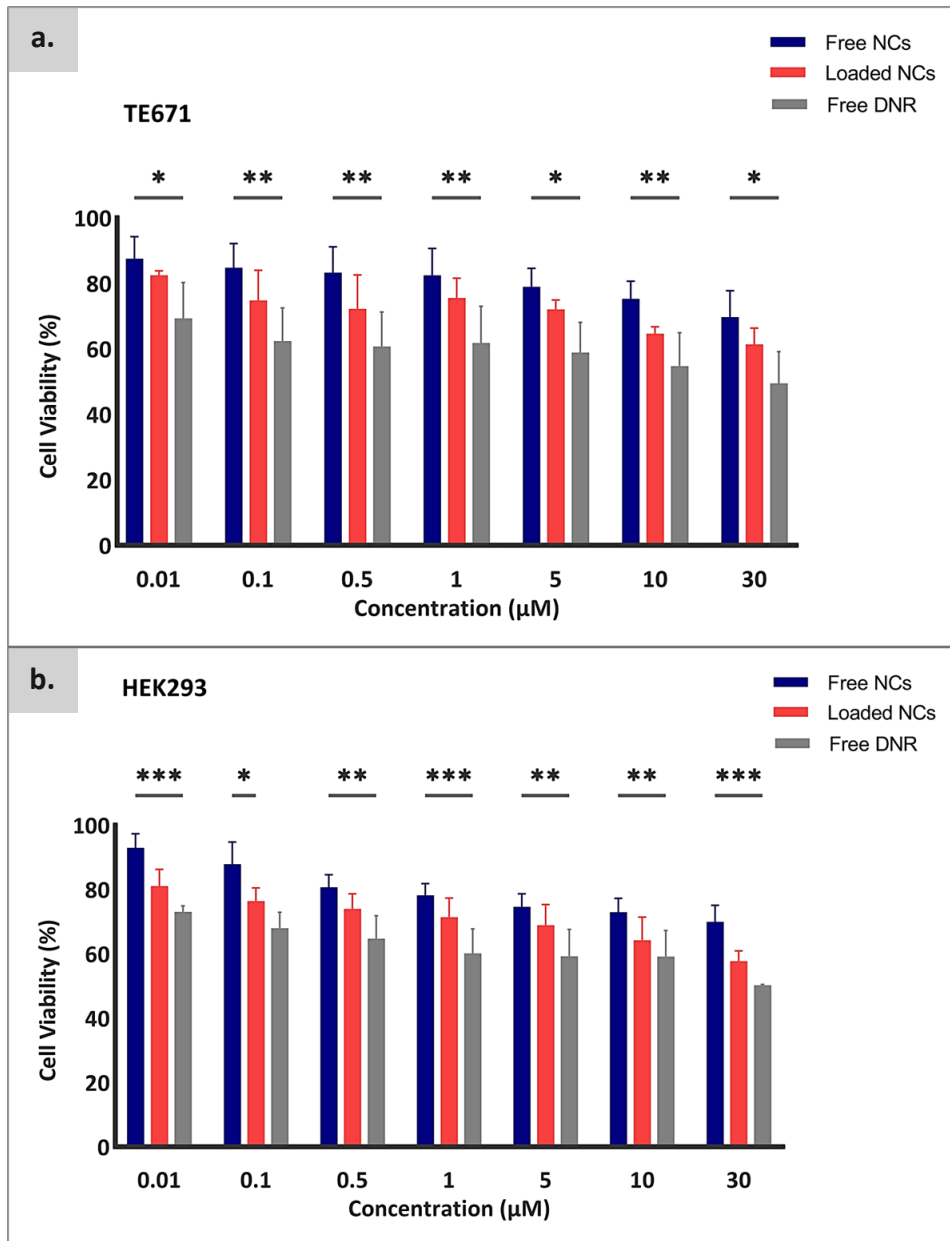 a.
Free NCs
Loaded NCs
Free DNR
TE671
* ** ** ** * ** *
100
80
60
40
20
0
Cell Viability (%)
0.01 0.1 0.5 1 5 10 30
Concentration (µM)
b.
HEK293
Free NCs
Loaded NCs
Free DNR
*** * ** *** ** ** ***
100
80
60
40
20
0
Cell Viability (%)
0.01 0.1 0.5 1 5 10 30
Concentration (µM)